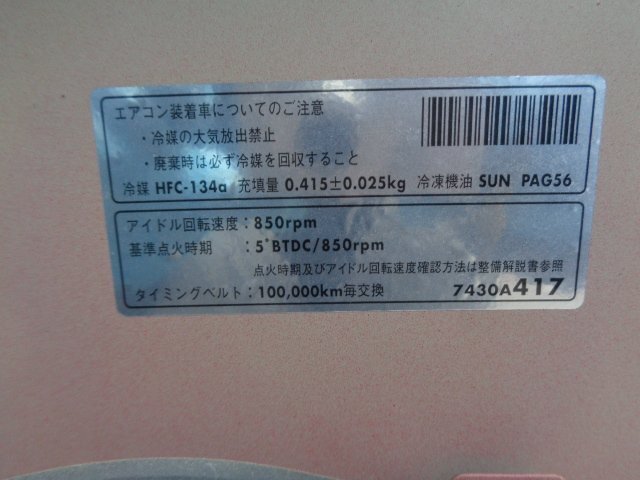 エアコン装着車についてのご注意
・冷媒の大気放出禁止
・廃棄時は必ず冷媒を回収すること
冷媒 HFC-134a 充填量 0.415±0.025kg 冷凍機油 SUN PAG56
アイドル回転速度：850rpm
基準点火時期 ：5°BTDC/850rpm
点火時期及びアイドル回転速度確認方法は整備解説書参照
タイミングベルト：100,000km毎交換 7430A417